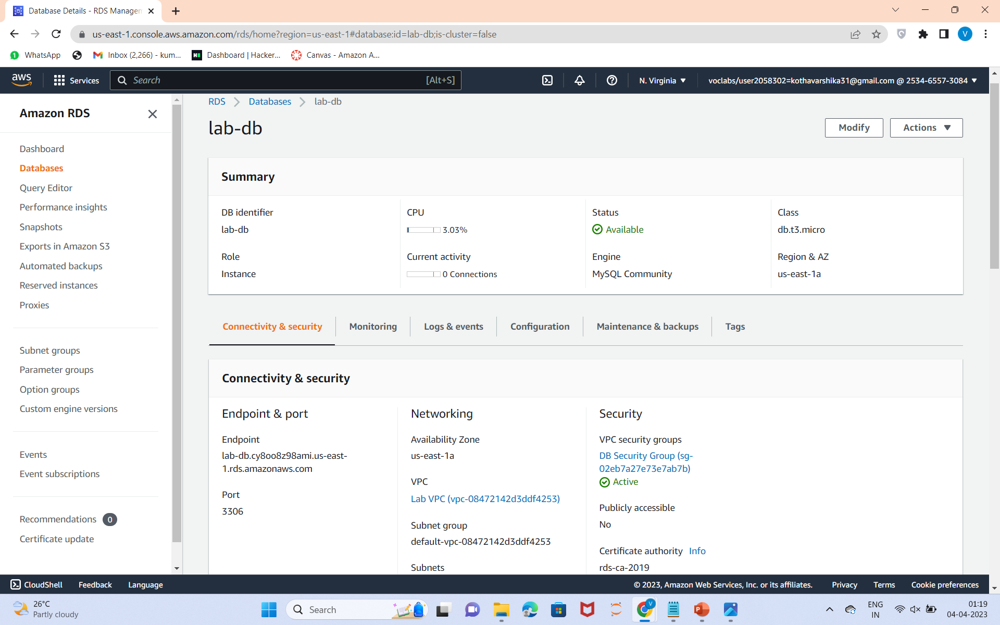 Database Details - RDS Managem
us-east-1.console.aws.amazon.com/rds/home?region=us-east-1#database:id=lab-db;is-cluster=false
V
1 WhatsApp
Inbox (2,266) - kum...
Dashboard | Hacker...
Canvas - Amazon A...
aws
Services
Search
[Alt+S]
N. Virginia
voclabs/user2058302=kothavarshika31@gmail.com @ 2534-6557-3084
Amazon RDS
Dashboard
Databases
Query Editor
Performance insights
Snapshots
Exports in Amazon S3
Automated backups
Reserved instances
Proxies
Subnet groups
Parameter groups
Option groups
Custom engine versions
Events
Event subscriptions
Recommendations 0
Certificate update
RDS > Databases > lab-db
lab-db
Modify
Actions
Summary
DB identifier
lab-db
CPU
3.03%
Status
Available
Class
db.t3.micro
Role
Instance
Current activity
0 Connections
Engine
MySQL Community
Region & AZ
us-east-1a
Connectivity & security
Monitoring
Logs & events
Configuration
Maintenance & backups
Tags
Connectivity & security
Endpoint & port
Endpoint
lab-db.cy8oo8z98ami.us-east-
1.rds.amazonaws.com
Port
3306
Networking
Availability Zone
us-east-1a
VPC
Lab VPC (vpc-08472142d3ddf4253)
Subnet group
default-vpc-08472142d3ddf4253
Subnets
Security
VPC security groups
DB Security Group (sg-
02eb7a27e73e7ab7b)
Active
Publicly accessible
No
Certificate authority Info
rds-ca-2019
CloudShell
Feedback
Language
© 2023, Amazon Web Services, Inc. or its affiliates.
Privacy
Terms
Cookie preferences
26°C
Partly cloudy
Search
V
ENG
IN
01:19
04-04-2023